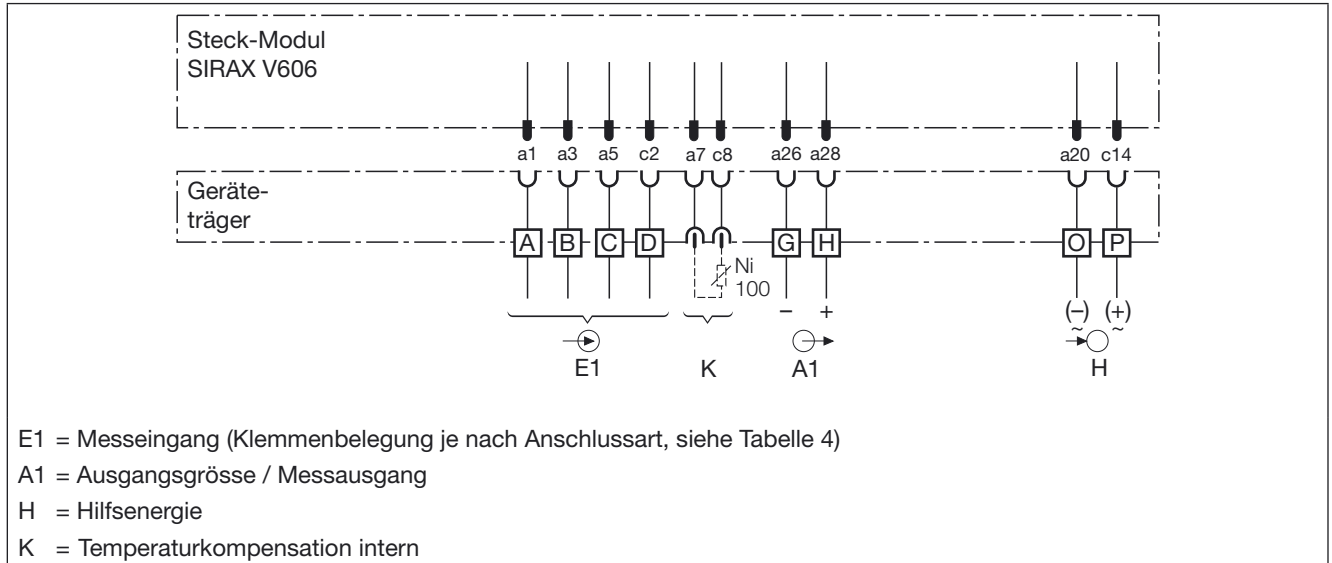 Steck-Modul
SIRAX V606
a1 a3 a5 c2 a7 c8 a26 a28 a20 c14
Geräte-
träger
A B C D G H O P
Ni
100
– + (–) (+)
~ ~
E1 K A1 H
E1 = Messeingang (Klemmenbelegung je nach Anschlussart, siehe Tabelle 4)
A1 = Ausgangsgrösse / Messausgang
H = Hilfsenergie
K = Temperaturkompensation intern